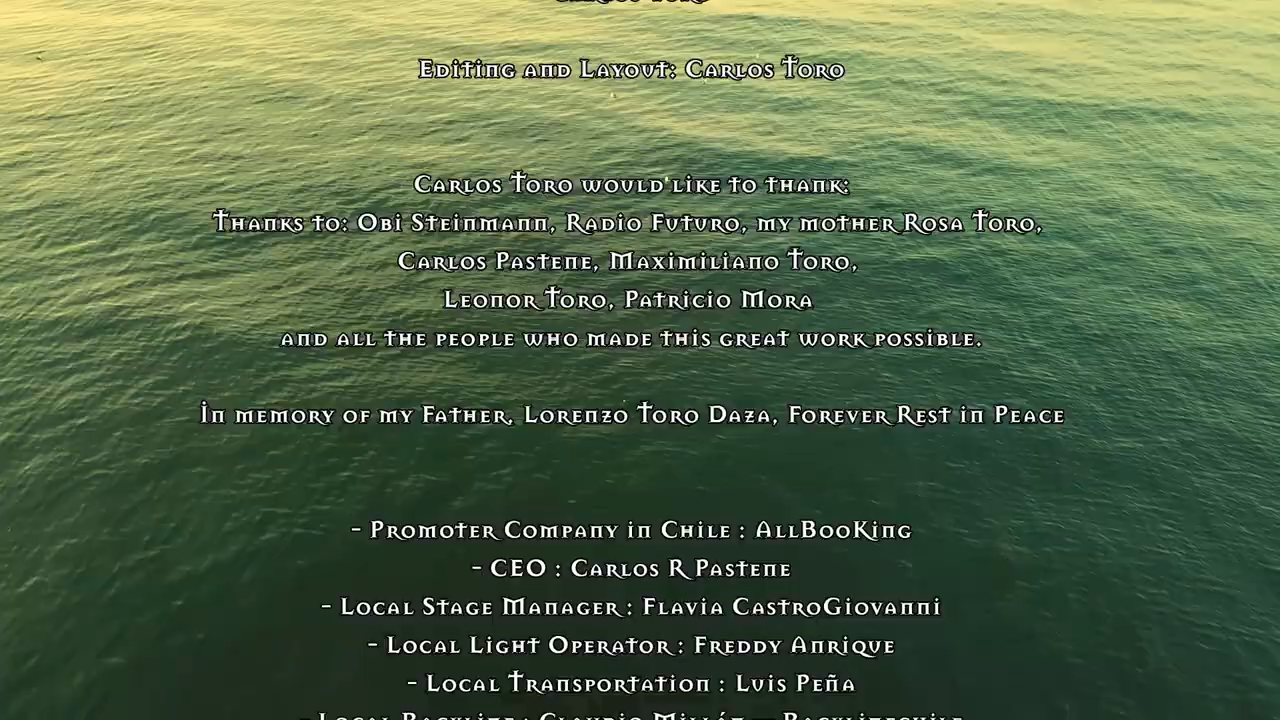 Editing and Layout: Carlos Toro
Carlos Toro would like to thank:
Thanks to: Obi Steinmann, Radio Futuro, my mother Rosa Toro,
Carlos Pastene, Maximiliano Toro,
Leonor Toro, Patricio Mora
and all the people who made this great work possible.
In memory of my Father, Lorenzo Toro Daza, Forever Rest in Peace
- Promoter Company in Chile : AllBooKing
- CEO : Carlos R Pastene
- Local Stage Manager : Flavia CastroGiovanni
- Local Light Operator : Freddy Anrique
- Local Transportation : Luis Peña